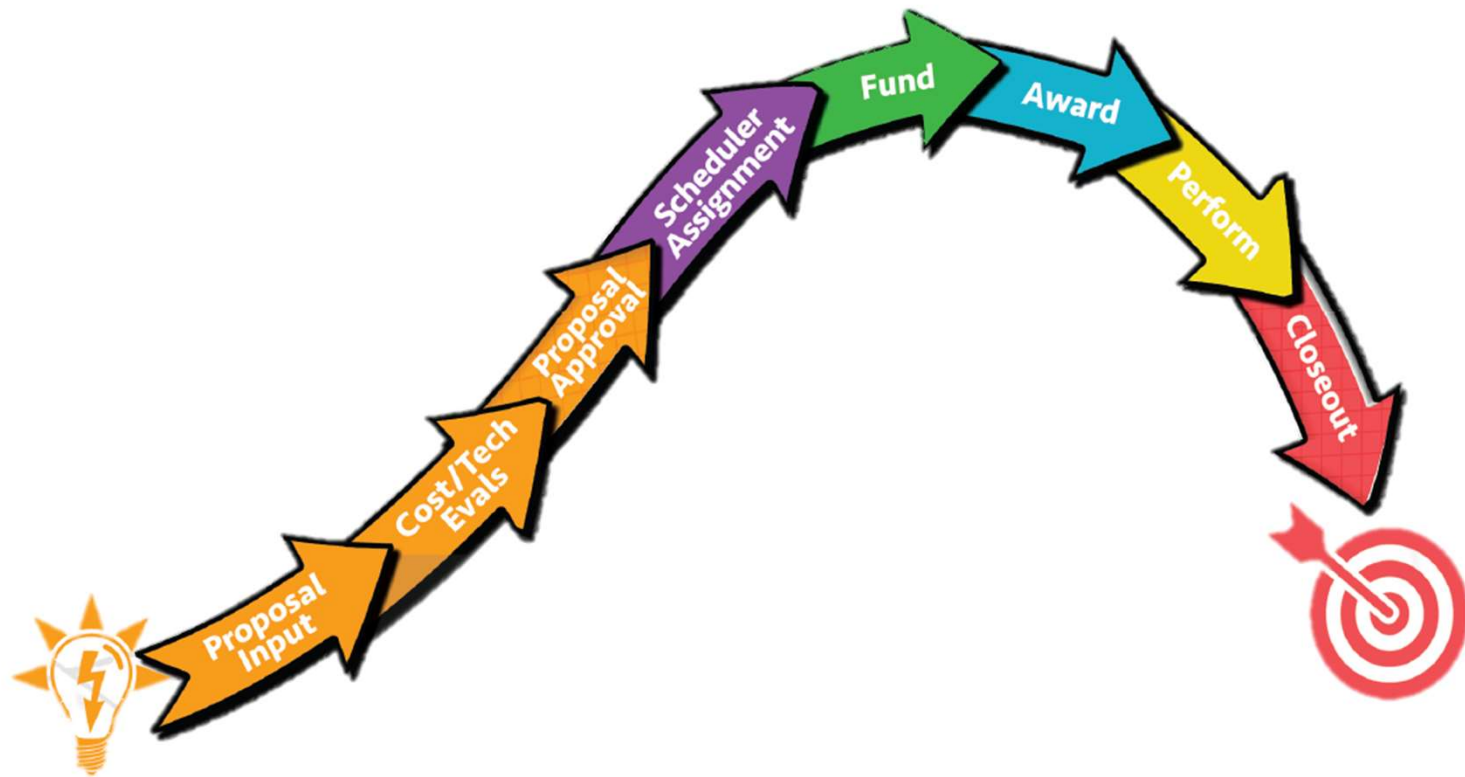 Proposal
Input
Cost/Tech
Evals
Proposal
Approval
Scheduler
Assignment
Fund
Award
Perform
Closeout